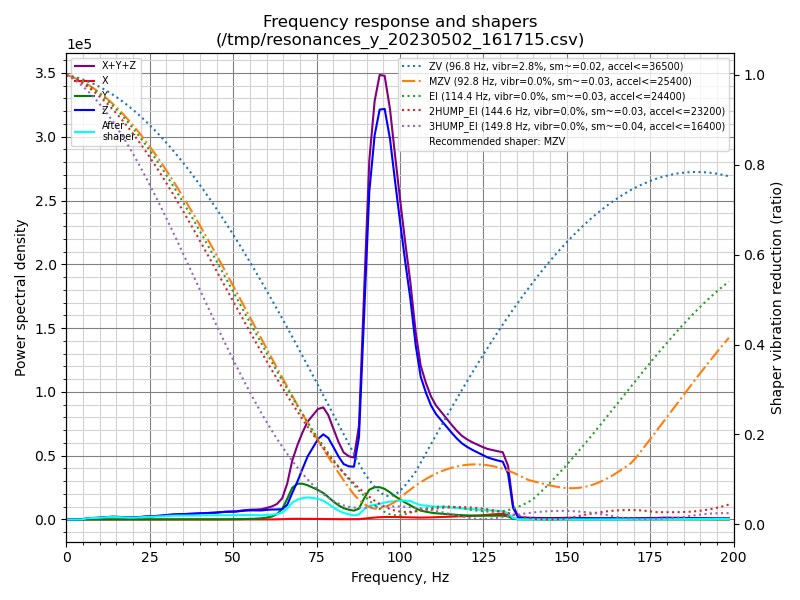 Frequency response and shapers
(/tmp/resonances_y_20230502_161715.csv)
1e5
X+Y+Z
X
Y
Z
After
shaper
ZV (96.8 Hz, vibr=2.8%, sm~=0.02, accel<=36500)
MZV (92.8 Hz, vibr=0.0%, sm~=0.03, accel<=25400)
EI (114.4 Hz, vibr=0.0%, sm~=0.03, accel<=24400)
2HUMP_EI (144.6 Hz, vibr=0.0%, sm~=0.03, accel<=23200)
3HUMP_EI (149.8 Hz, vibr=0.0%, sm~=0.04, accel<=16400)
Recommended shaper: MZV
3.5
3.0
2.5
2.0
1.5
1.0
0.5
0.0
Power spectral density
1.0
0.8
0.6
0.4
0.2
0.0
Shaper vibration reduction (ratio)
0 25 50 75 100 125 150 175 200
Frequency, Hz